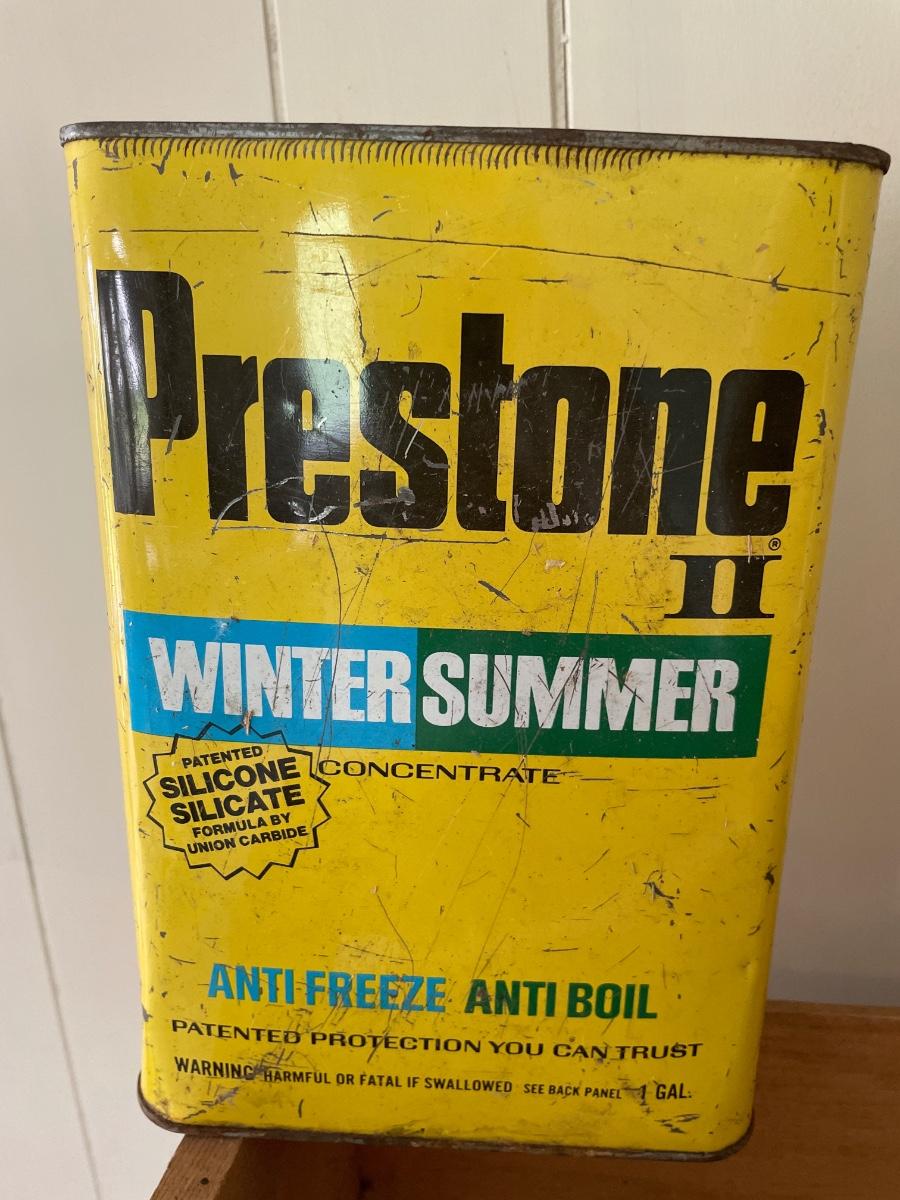 Prestone®
II
WINTER SUMMER
CONCENTRATE
PATENTED
SILICONE
SILICATE
FORMULA BY
UNION CARBIDE
ANTI FREEZE ANTI BOIL
PATENTED PROTECTION YOU CAN TRUST
WARNING HARMFUL OR FATAL IF SWALLOWED SEE BACK PANEL 1 GAL.